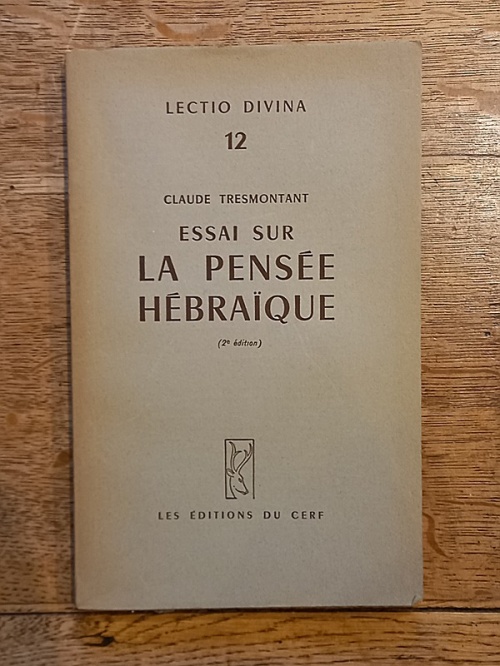 LECTIO DIVINA
12
CLAUDE TRESMONTANT
ESSAI SUR
LA PENSÉE
HÉBRAÏQUE
(2e édition)
LES ÉDITIONS DU CERF